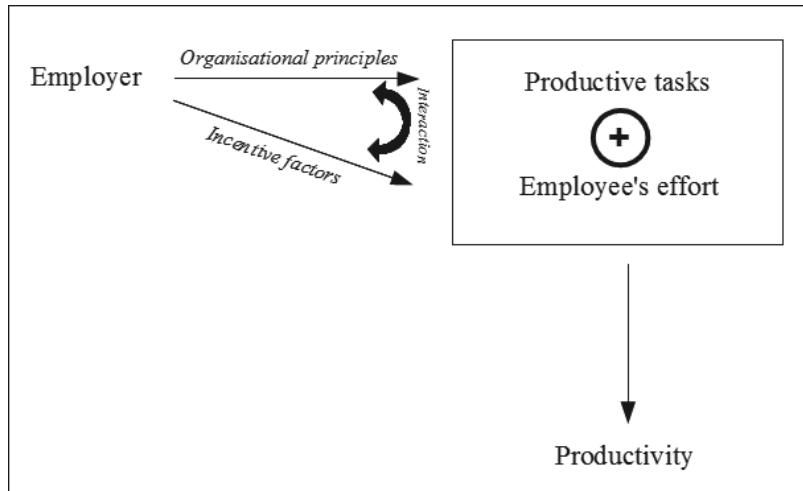 Employer
Organisational principles
Incentive factors
Interaction
Productive tasks
+
Employee's effort
Productivity